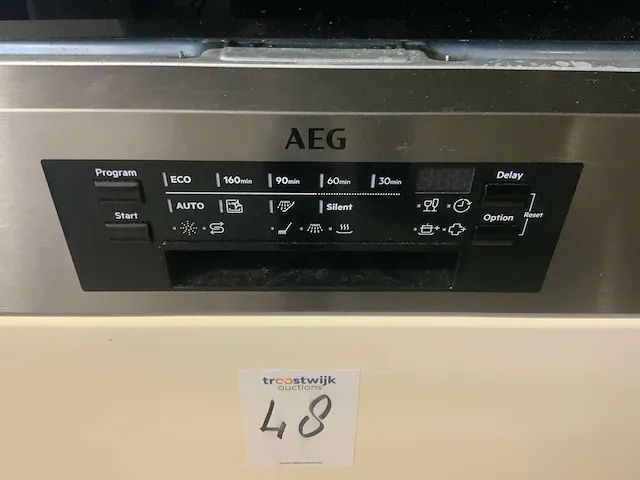 AEG
Program
ECO 160min 90min 60min 30min
Delay
Start
AUTO Silent
Option
Reset
troostwijk
auctions
48